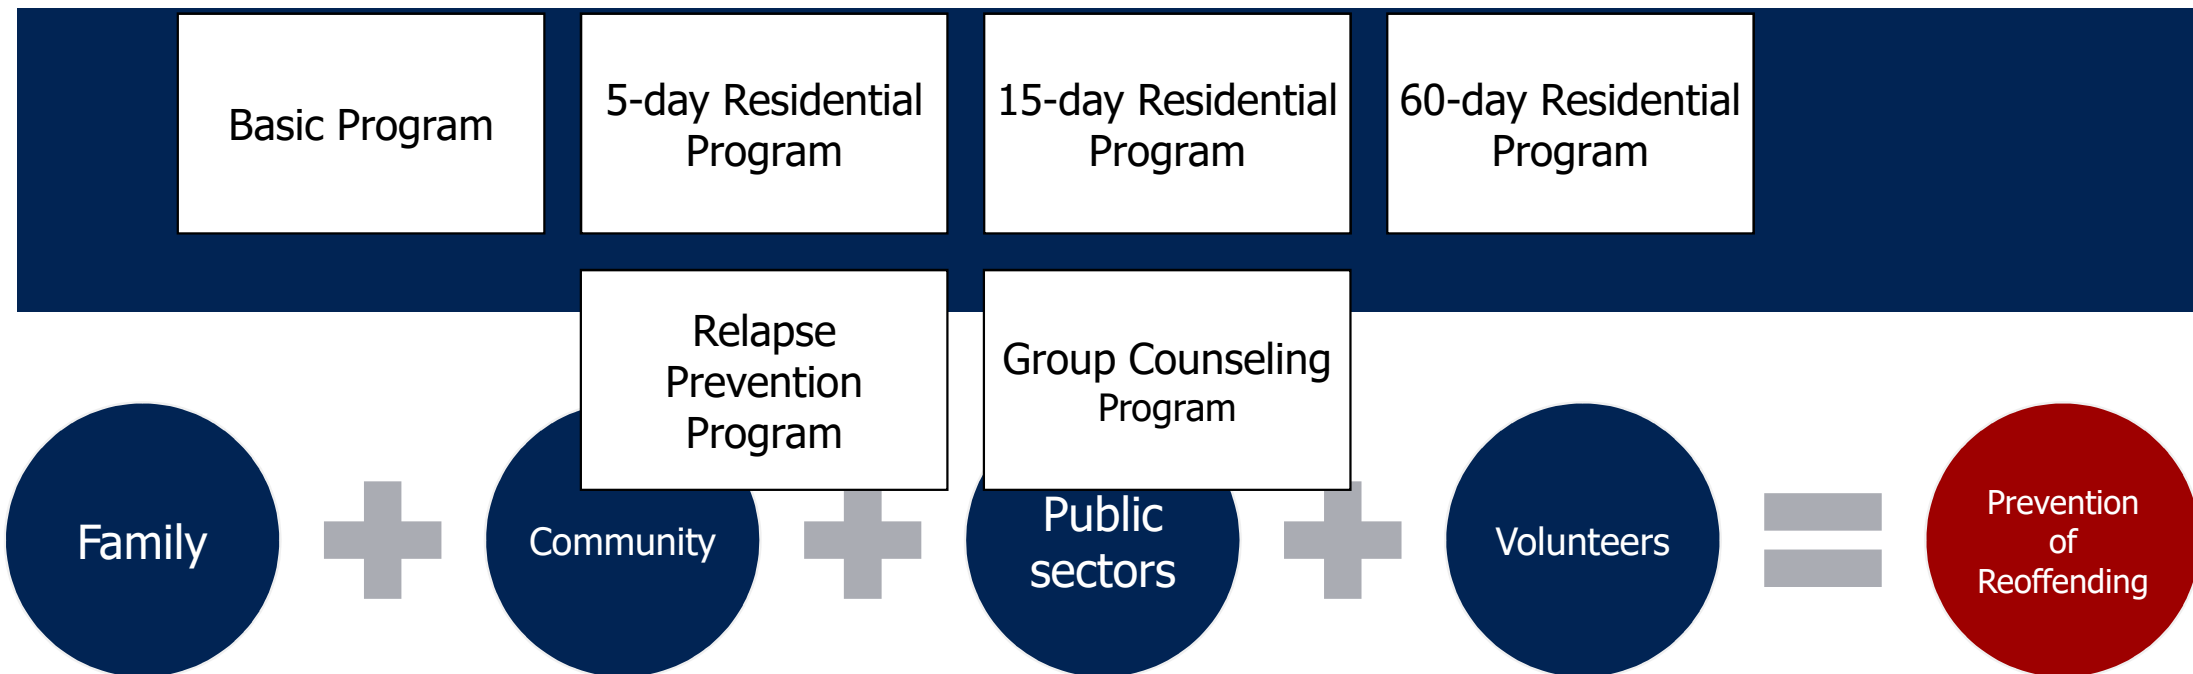 Basic Program
5-day Residential
Program
15-day Residential
Program
60-day Residential
Program
Relapse
Prevention
Program
Group Counseling
Program
Family
Community
Public
sectors
Volunteers
Prevention
of
Reoffending